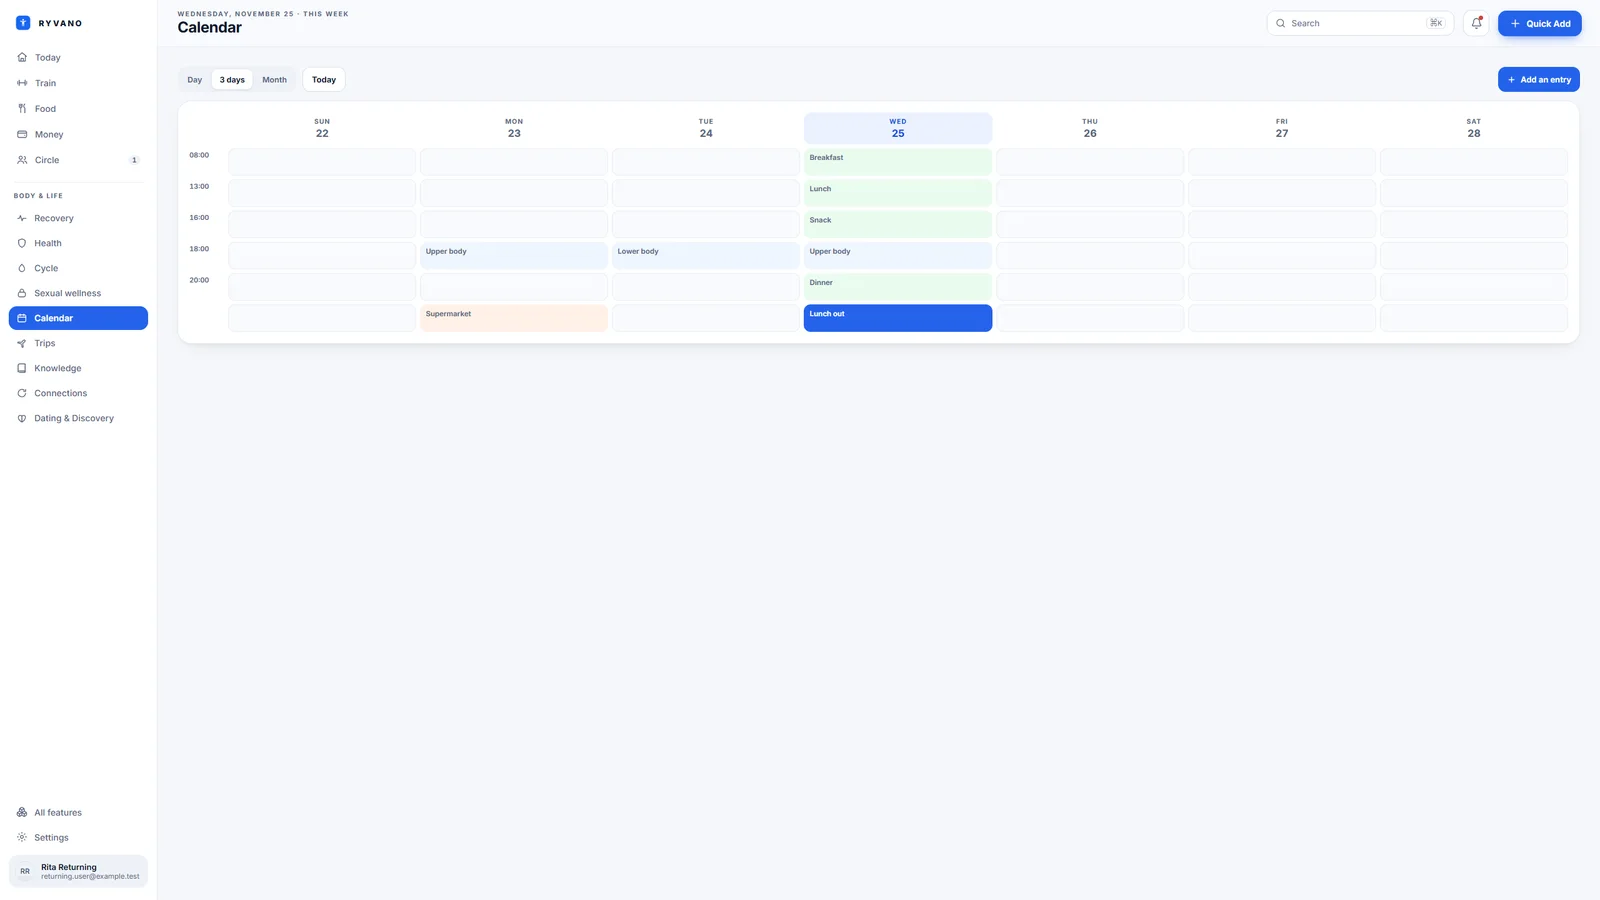 RYVANO
Today
Train
Food
Money
Circle 1
BODY & LIFE
Recovery
Health
Cycle
Sexual wellness
Calendar
Trips
Knowledge
Connections
Dating & Discovery
All features
Settings
RR
Rita Returning
returning.user@example.test
WEDNESDAY, NOVEMBER 25 · THIS WEEK
Calendar
Search ⌘K
+ Quick Add
Day 3 days Month Today
+ Add an entry
SUN MON TUE WED THU FRI SAT
22 23 24 25 26 27 28
08:00 Breakfast
13:00 Lunch
16:00 Snack
18:00 Upper body Lower body Upper body
20:00 Dinner
Supermarket Lunch out